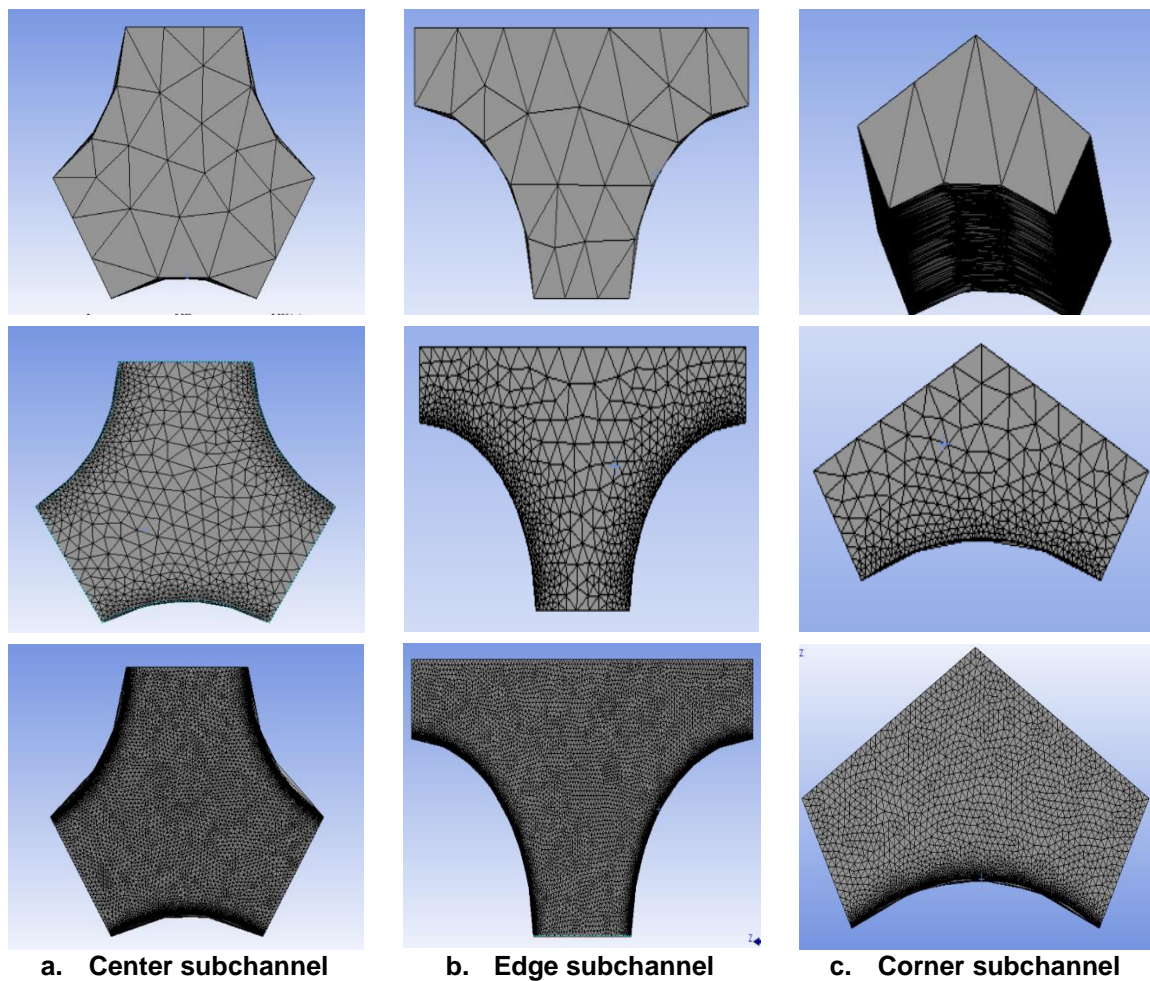 Z
Z
a. Center subchannel
b. Edge subchannel
c. Corner subchannel